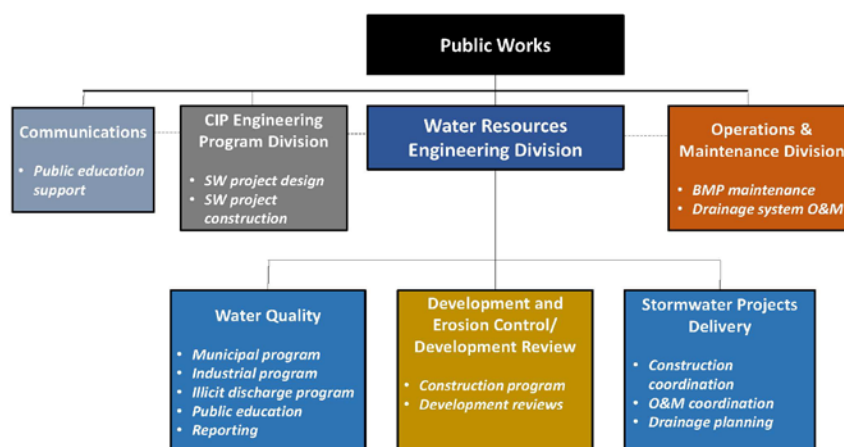 Public Works
Communications
• Public education
support
CIP Engineering
Program Division
• SW project design
• SW project
construction
Water Resources
Engineering Division
Operations &
Maintenance Division
• BMP maintenance
• Drainage system O&M
Water Quality
• Municipal program
• Industrial program
• Illicit discharge program
• Public education
• Reporting
Development and
Erosion Control/
Development Review
• Construction program
• Development reviews
Stormwater Projects
Delivery
• Construction
coordination
• O&M coordination
• Drainage planning